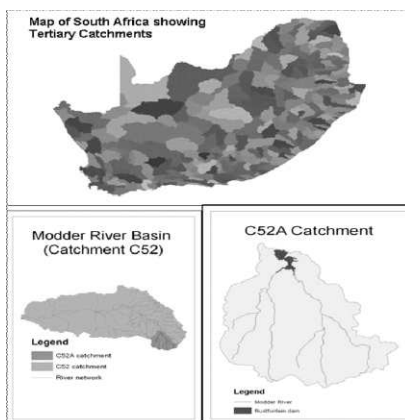 Map of South Africa showing
Tertiary Catchments
Modder River Basin
(Catchment C52)
Legend
C52A catchment
C52 catchment
River network
C52A Catchment
Legend
Modder River
Rustfontein dam